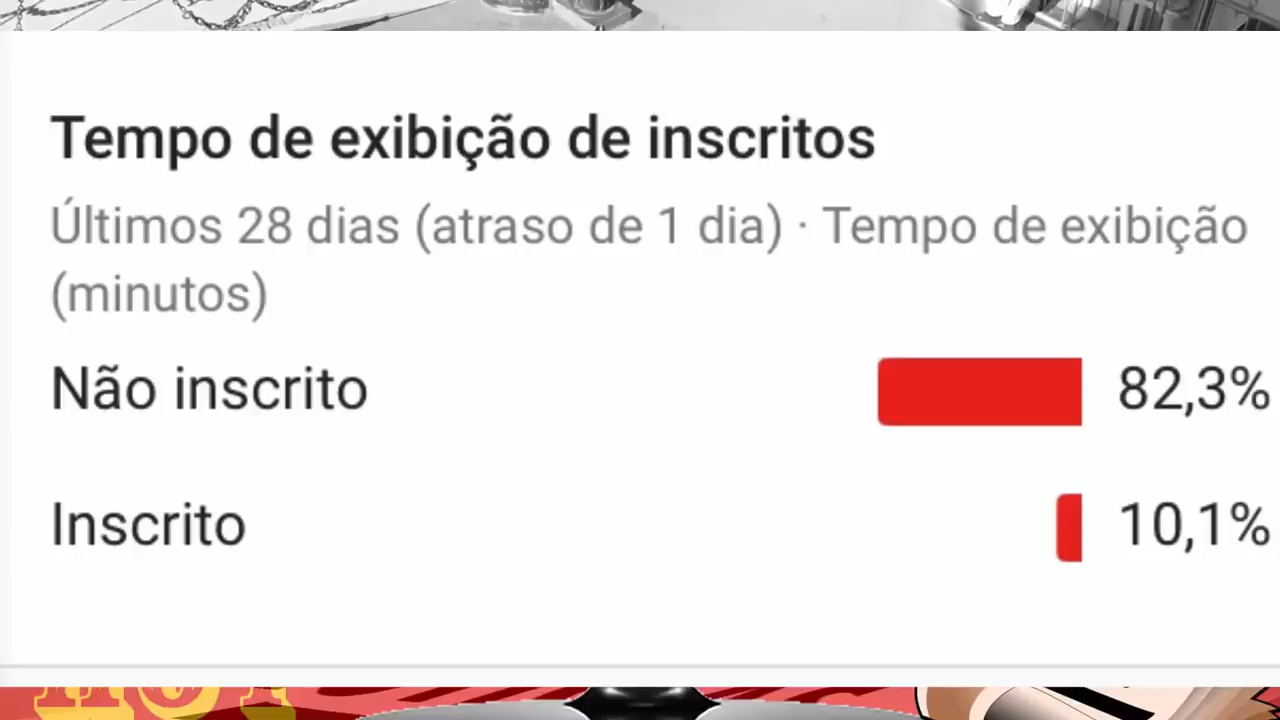 Tempo de exibição de inscritos
Últimos 28 dias (atraso de 1 dia) · Tempo de exibição
(minutos)
Não inscrito 82,3%
Inscrito 10,1%